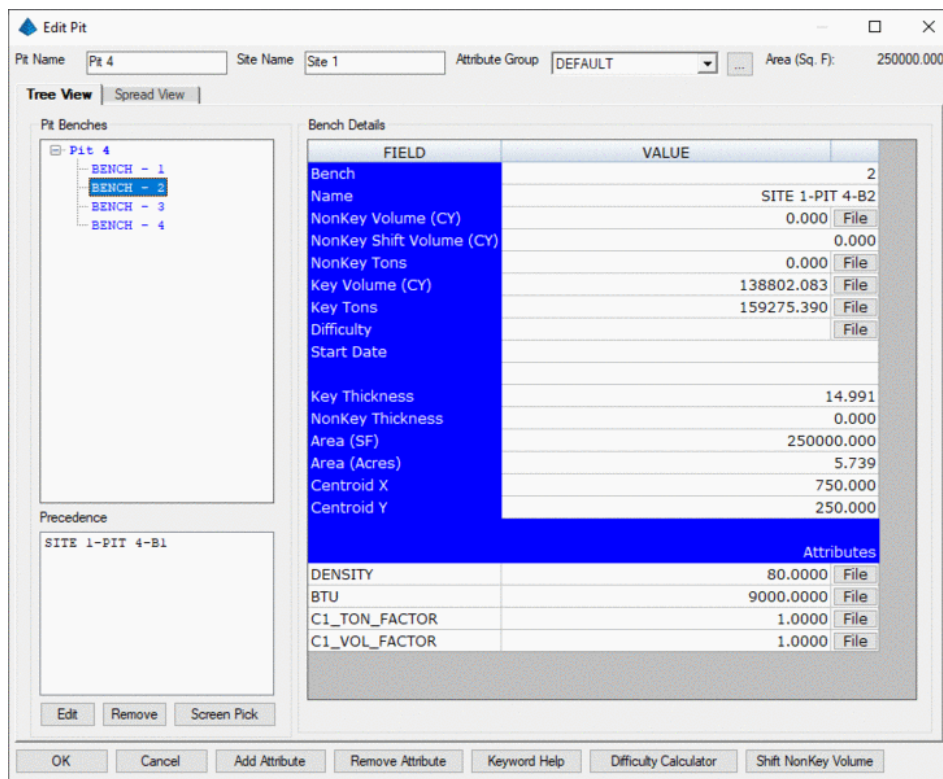 Edit Pit
Pit Name Pit 4 Site Name Site 1 Attribute Group DEFAULT ... Area (Sq. F): 250000.000
Tree View Spread View
Pit Benches
Pit 4
BENCH - 1
BENCH - 2
BENCH - 3
BENCH - 4
Precedence
SITE 1-PIT 4-B1
Edit Remove Screen Pick
Bench Details
FIELD VALUE
Bench 2
Name SITE 1-PIT 4-B2
NonKey Volume (CY) 0.000 File
NonKey Shift Volume (CY) 0.000
NonKey Tons 0.000 File
Key Volume (CY) 138802.083 File
Key Tons 159275.390 File
Difficulty File
Start Date
Key Thickness 14.991
NonKey Thickness 0.000
Area (SF) 250000.000
Area (Acres) 5.739
Centroid X 750.000
Centroid Y 250.000
Attributes
DENSITY 80.0000 File
BTU 9000.0000 File
C1_TON_FACTOR 1.0000 File
C1_VOL_FACTOR 1.0000 File
OK Cancel Add Attribute Remove Attribute Keyword Help Difficulty Calculator Shift NonKey Volume